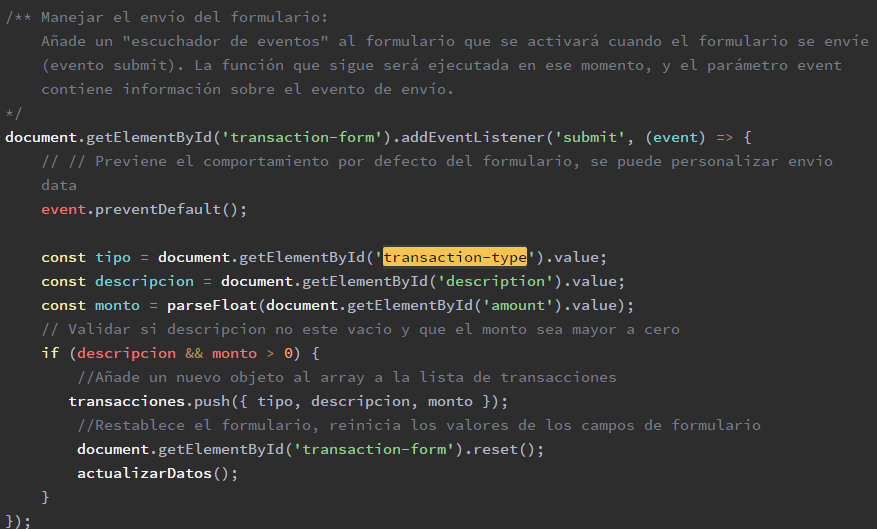 /** Manejar el envío del formulario:
Añade un "escuchador de eventos" al formulario que se activará cuando el formulario se envíe
(evento submit). La función que sigue será ejecutada en ese momento, y el parámetro event
contiene información sobre el evento de envío.
*/
document.getElementById('transaction-form').addEventListener('submit', (event) => {
// // Previene el comportamiento por defecto del formulario, se puede personalizar envio
data
event.preventDefault();
const tipo = document.getElementById('transaction-type').value;
const descripcion = document.getElementById('description').value;
const monto = parseFloat(document.getElementById('amount').value);
// Validar si descripcion no este vacio y que el monto sea mayor a cero
if (descripcion && monto > 0) {
//Añade un nuevo objeto al array a la lista de transacciones
transacciones.push({ tipo, descripcion, monto });
//Restablece el formulario, reinicia los valores de los campos de formulario
document.getElementById('transaction-form').reset();
actualizarDatos();
}
});